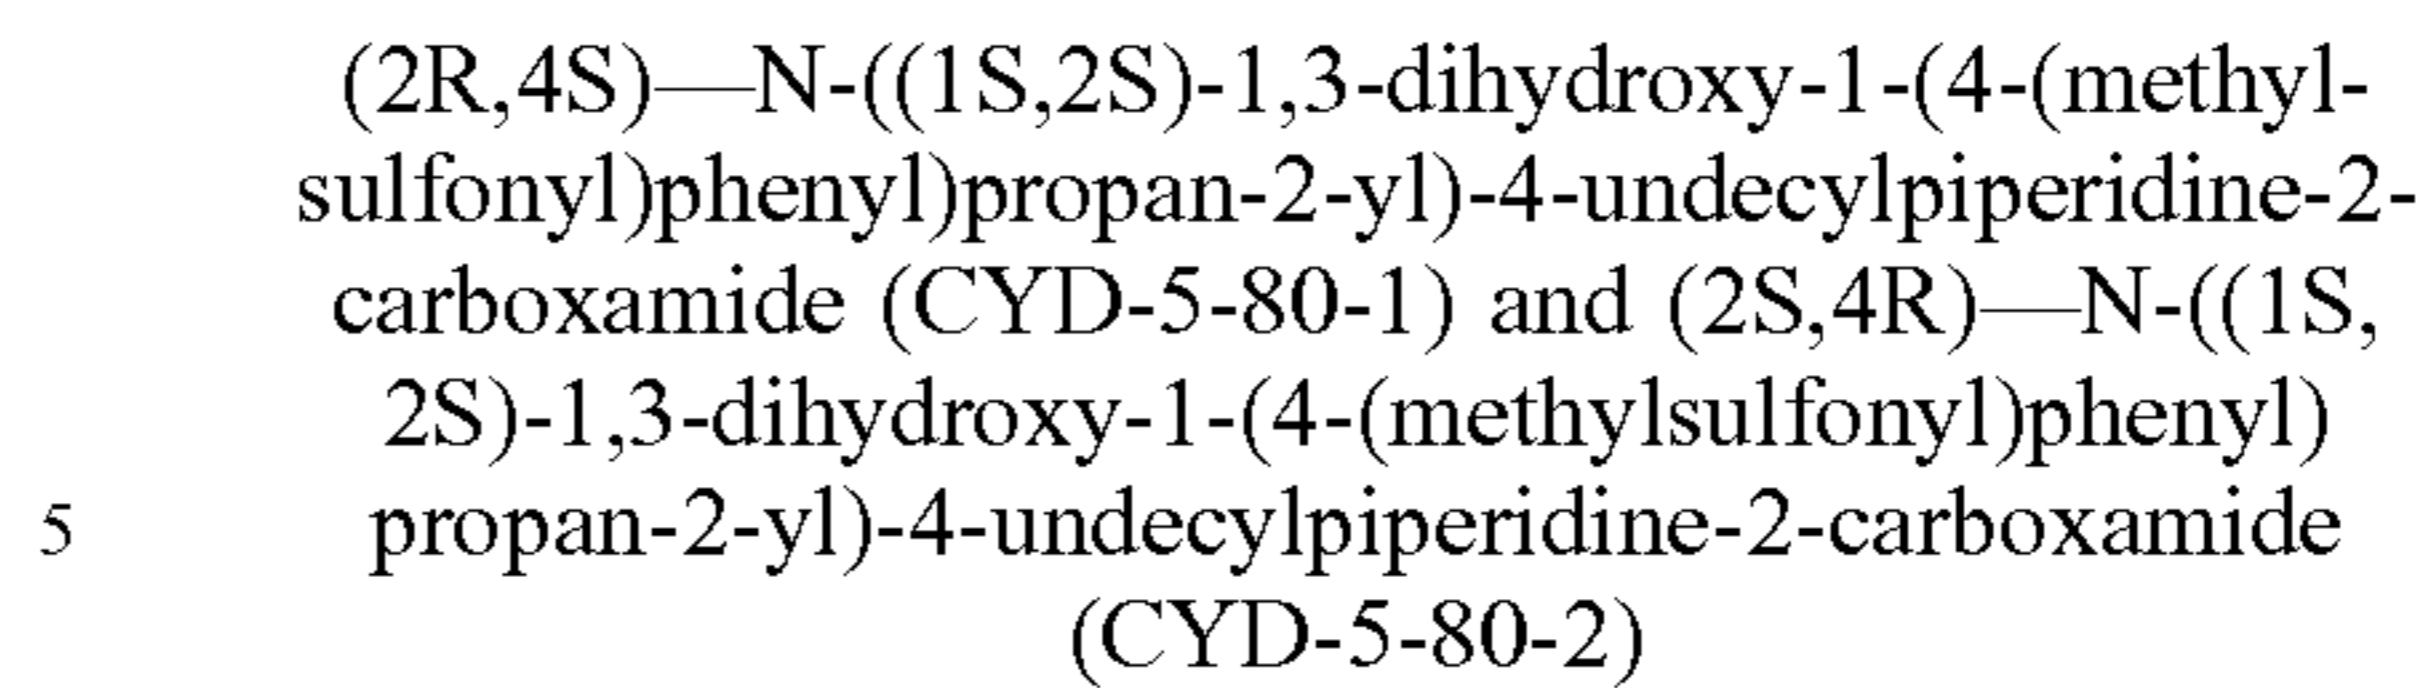 (2R,4S)—N-((1S,2S)-1,3-dihydroxy-1-(4-(methyl-
sulfonyl)phenyl)propan-2-yl)-4-undecylpiperidine-2-
carboxamide (CYD-5-80-1) and (2S,4R)—N-((1S,
2S)-1,3-dihydroxy-1-(4-(methylsulfonyl)phenyl)
5 propan-2-yl)-4-undecylpiperidine-2-carboxamide
(CYD-5-80-2)